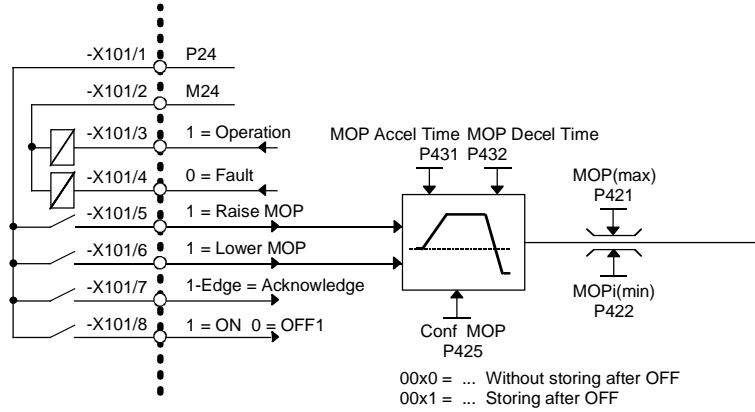 -X101/1 P24
-X101/2 M24
-X101/3 1 = Operation
-X101/4 0 = Fault
-X101/5 1 = Raise MOP
-X101/6 1 = Lower MOP
-X101/7 1-Edge = Acknowledge
-X101/8 1 = ON 0 = OFF1
MOP Accel Time MOP Decel Time
P431 P432
MOP(max)
P421
MOPi(min)
P422
Conf MOP
P425
00x0 = ... Without storing after OFF
00x1 = ... Storing after OFF